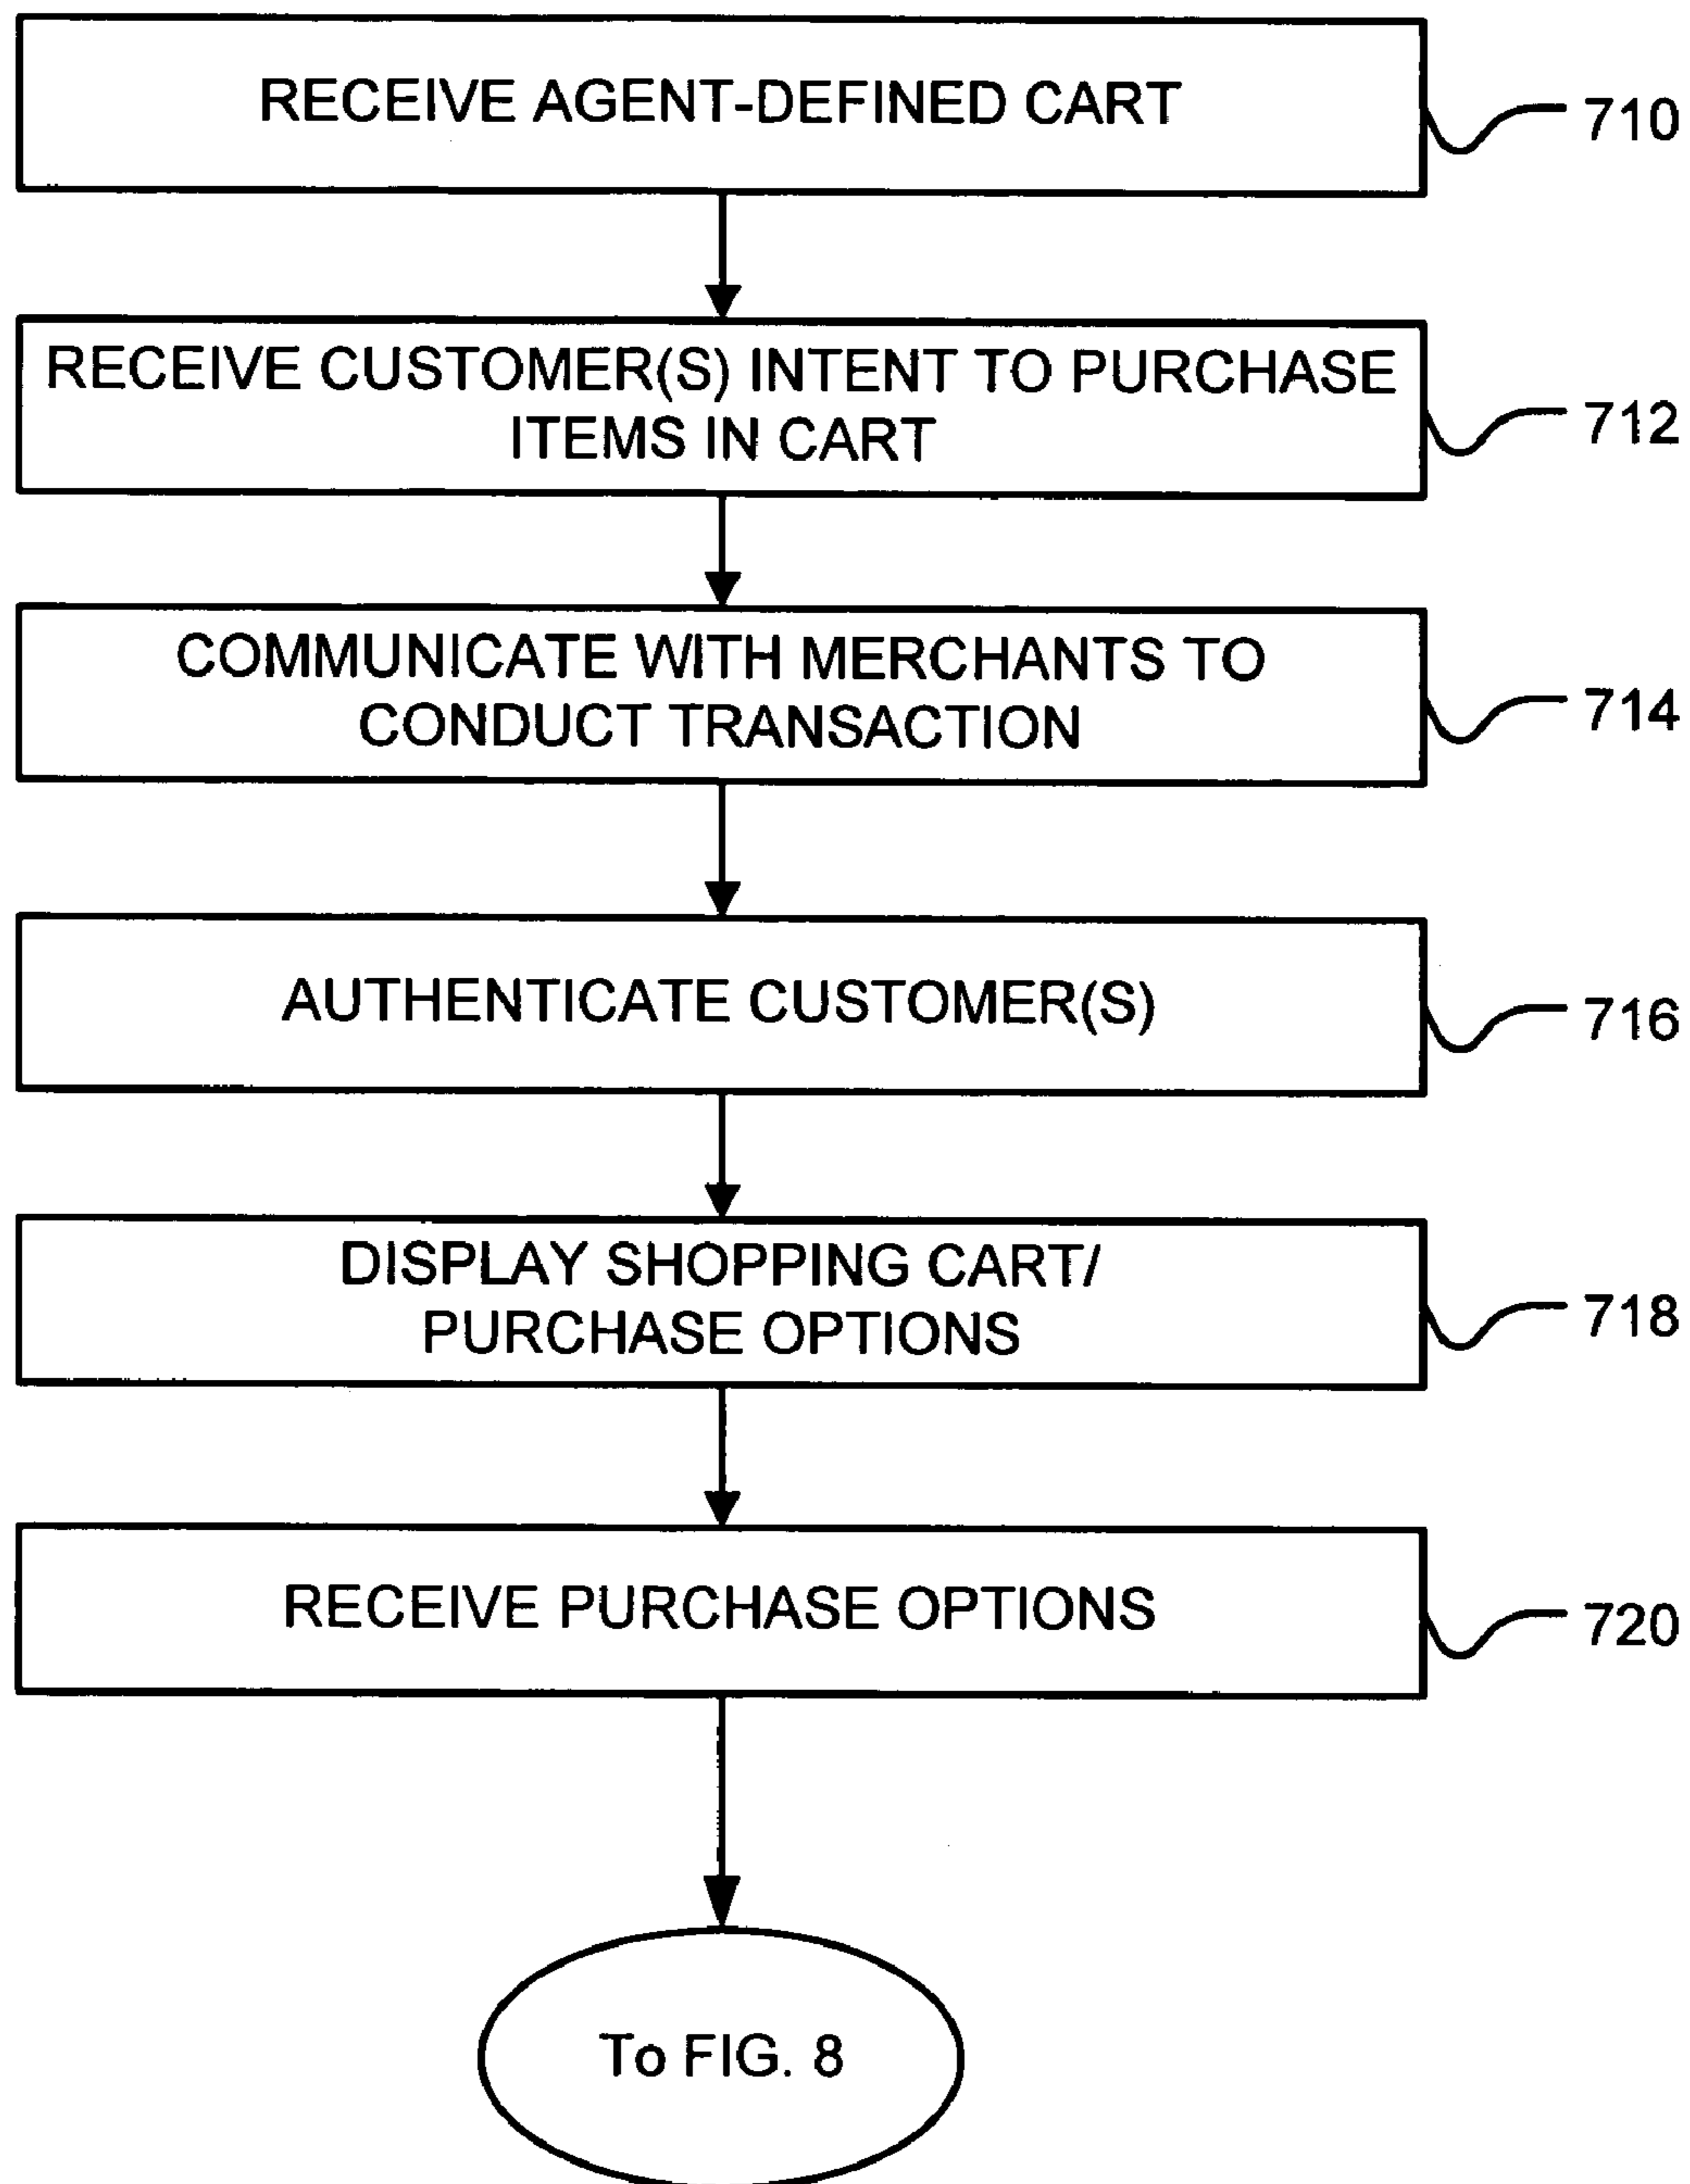 RECEIVE AGENT-DEFINED CART
710
RECEIVE CUSTOMER(S) INTENT TO PURCHASE
ITEMS IN CART
712
COMMUNICATE WITH MERCHANTS TO
CONDUCT TRANSACTION
714
AUTHENTICATE CUSTOMER(S)
716
DISPLAY SHOPPING CART/
PURCHASE OPTIONS
718
RECEIVE PURCHASE OPTIONS
720
To FIG. 8